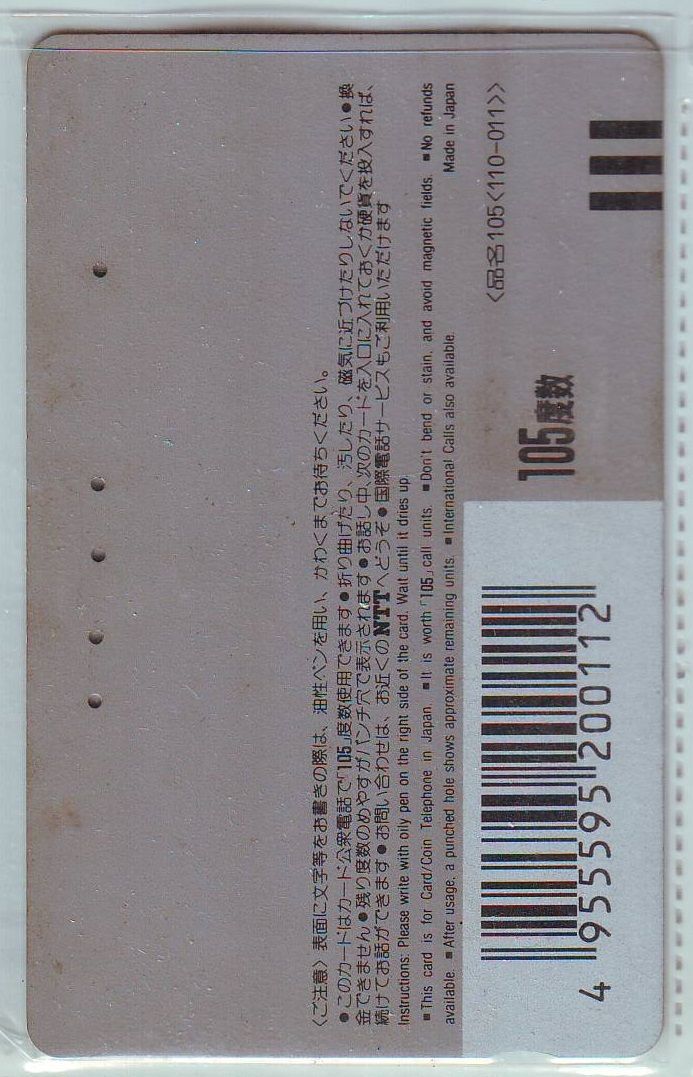 〈ご注意〉表面に文字等をお書きの際は、油性ペンを用い、かわくまでお待ちください。
●このカードはカード公衆電話で「105」度数使用できます●折り曲げたり、汚したり、磁気に近づけたりしないでください●換
金できません●残り度数のめやすがパンチ穴で表示されます●お話し中、次のカードを入口に入れておくか硬貨を投入すれば、
続けてお話ができます●お問い合わせは、お近くのNTTへどうぞ●国際電話サービスもご利用いただけます
Instructions: Please write with oily pen on the right side of the card. Wait until it dries up.
■This card is for Card/Coin Telephone in Japan. ■It is worth「105」call units. ■Don't bend or stain, and avoid magnetic fields. ■No refunds
available. ■After usage, a punched hole shows approximate remaining units. ■International Calls also available. Made in Japan
〈品名105〈110-011〉〉
105度数
4955595200112